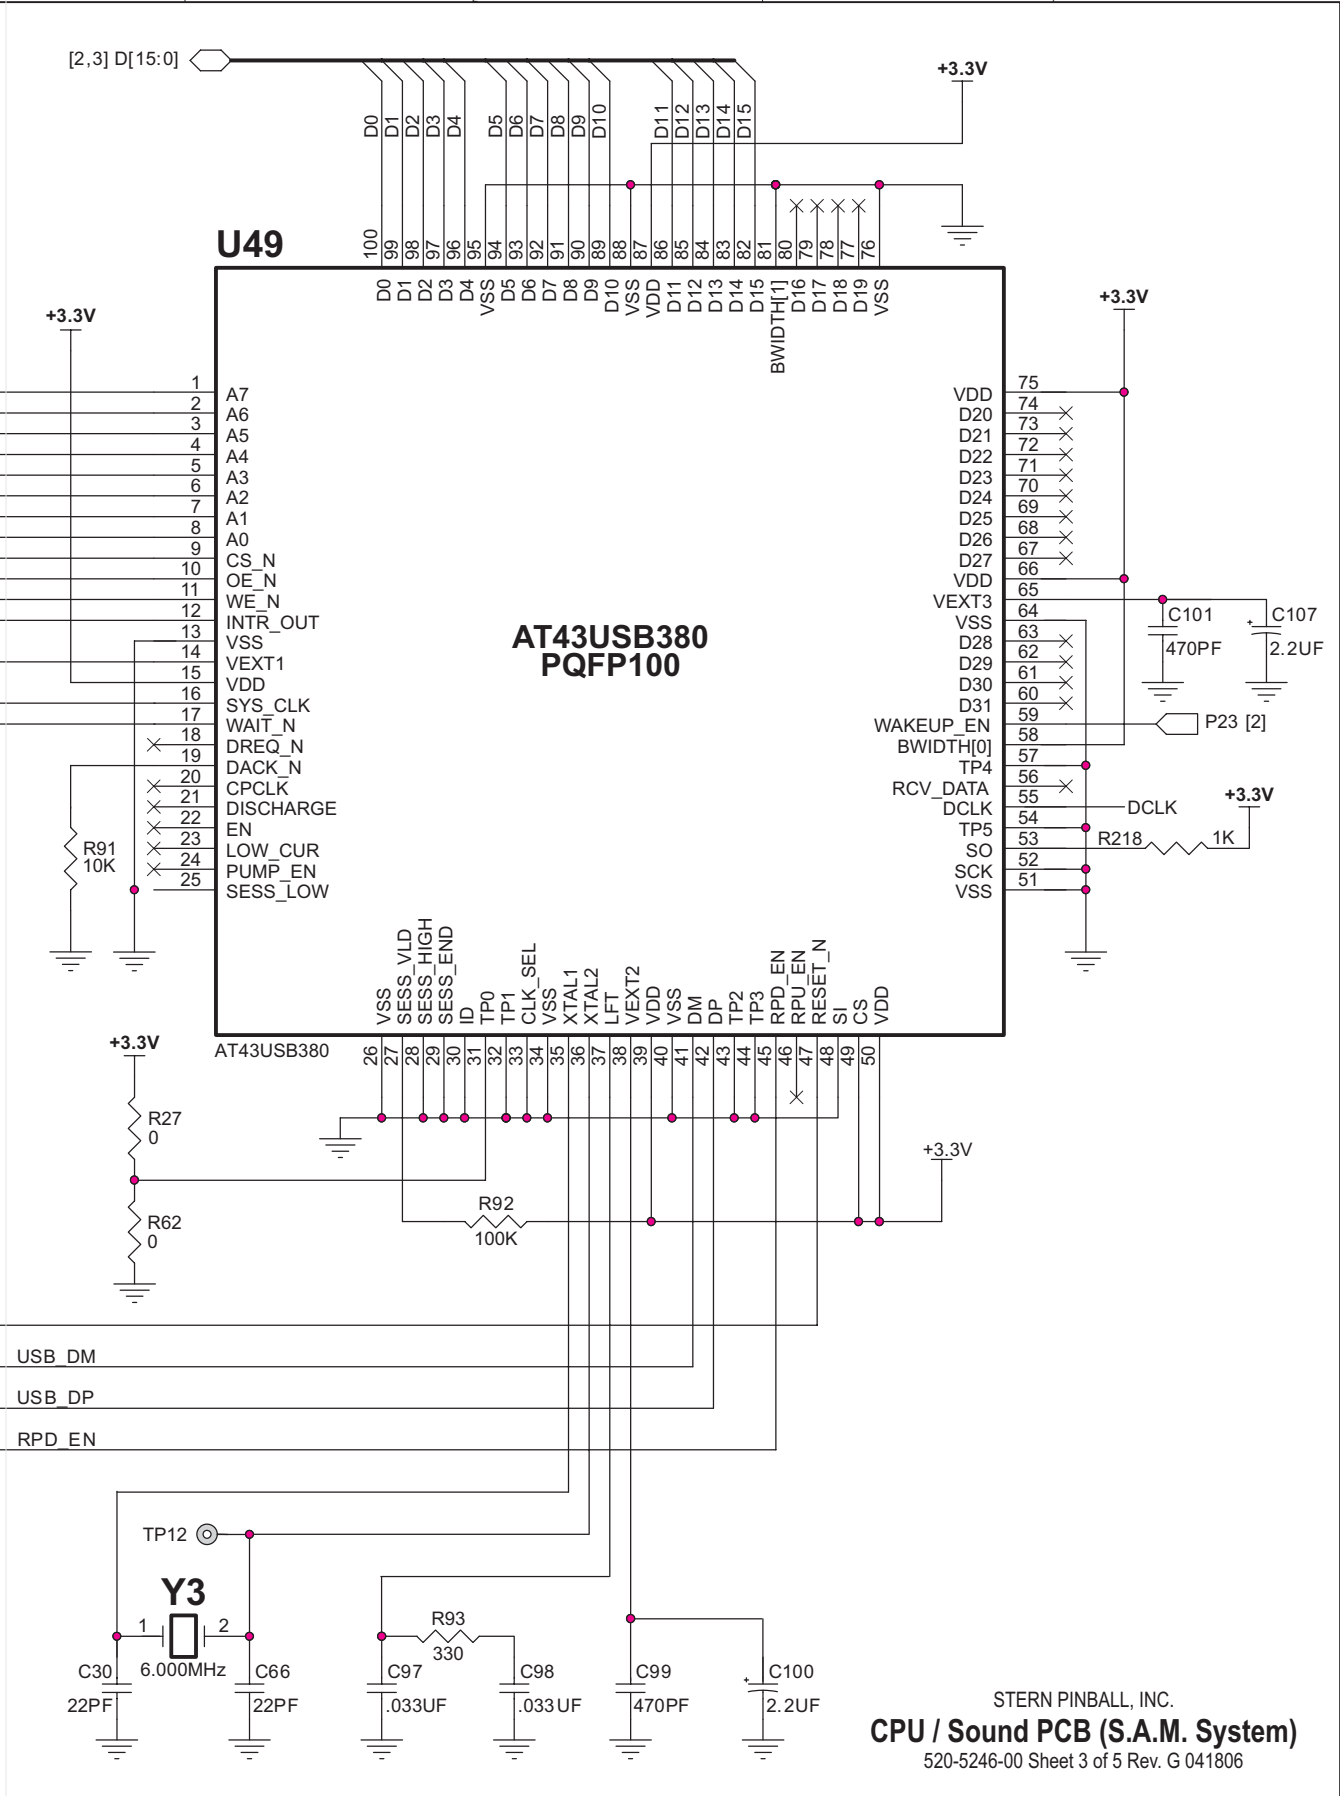 [2,3] D[15:0]
+3.3V
D0 D1 D2 D3 D4 D5 D6 D7 D8 D9 D10 D11 D12 D13 D14 D15
U49
100 99 98 97 96 95 94 93 92 91 90 89 88 87 86 85 84 83 82 81 80 79 78 77 76
D0 D1 D2 D3 D4 VSS D5 D6 D7 D8 D9 D10 VSS VDD D11 D12 D13 D14 D15 BWIDTH[1] D16 D17 D18 D19 VSS
+3.3V
+3.3V
1 A7
2 A6
3 A5
4 A4
5 A3
6 A2
7 A1
8 A0
9 CS_N
10 OE_N
11 WE_N
12 INTR_OUT
13 VSS
14 VEXT1
15 VDD
16 SYS_CLK
17 WAIT_N
18 DREQ_N
19 DACK_N
20 CPCLK
21 DISCHARGE
22 EN
23 LOW_CUR
24 PUMP_EN
25 SESS_LOW
R91
10K
AT43USB380
PQFP100
VDD 75
D20 74
D21 73
D22 72
D23 71
D24 70
D25 69
D26 68
D27 67
VDD 66
VEXT3 65
VSS 64
D28 63
D29 62
D30 61
D31 60
WAKEUP_EN 59
BWIDTH[0] 58
TP4 57
RCV_DATA 56
DCLK 55
TP5 54
SO 53
SCK 52
VSS 51
C101
470PF
C107
+
2.2UF
P23 [2]
DCLK
+3.3V
R218 1K
VSS SESS_VLD SESS_HIGH SESS_END ID TP0 TP1 CLK_SEL VSS XTAL1 XTAL2 LFT VEXT2 VDD VSS DM DP TP2 TP3 RPD_EN RPU_EN RESET_N SI CS VDD
AT43USB380
26 27 28 29 30 31 32 33 34 35 36 37 38 39 40 41 42 43 44 45 46 47 48 49 50
+3.3V
R27
0
R62
0
R92
100K
+3.3V
USB_DM
USB_DP
RPD_EN
TP12
Y3
1 2
6.000MHz
C30
22PF
C66
22PF
R93
330
C97
.033UF
C98
.033UF
C99
470PF
C100
+
2.2UF
STERN PINBALL, INC.
CPU / Sound PCB (S.A.M. System)
520-5246-00 Sheet 3 of 5 Rev. G 041806